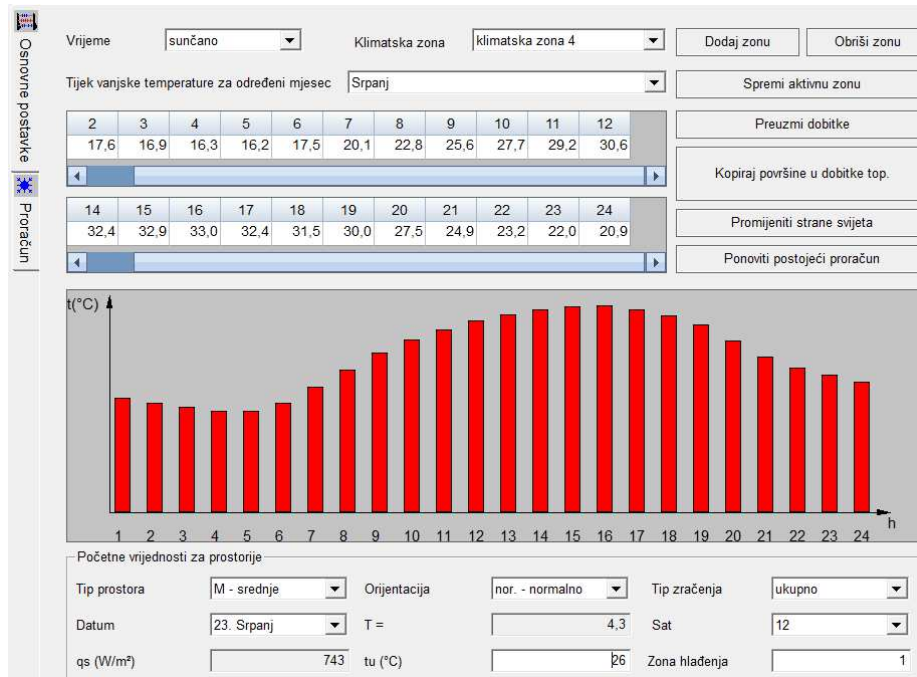 Osnovne postavke
Proračun
Vrijeme sunčano Klimatska zona klimatska zona 4 Dodaj zonu Obriši zonu
Tijek vanjske temperature za određeni mjesec Srpanj Spremi aktivnu zonu
2 3 4 5 6 7 8 9 10 11 12
17,6 16,9 16,3 16,2 17,5 20,1 22,8 25,6 27,7 29,2 30,6
Preuzmi dobitke
Kopiraj površine u dobitke top.
14 15 16 17 18 19 20 21 22 23 24
32,4 32,9 33,0 32,4 31,5 30,0 27,5 24,9 23,2 22,0 20,9
Promijeniti strane svijeta
Ponoviti postojeći proračun
t(°C)
h
1 2 3 4 5 6 7 8 9 10 11 12 13 14 15 16 17 18 19 20 21 22 23 24
Početne vrijednosti za prostorije
Tip prostora M - srednje Orijentacija nor. - normalno Tip zračenja ukupno
Datum 23. Srpanj T = 4,3 Sat 12
qs (W/m²) 743 tu (°C) 26 Zona hlađenja 1